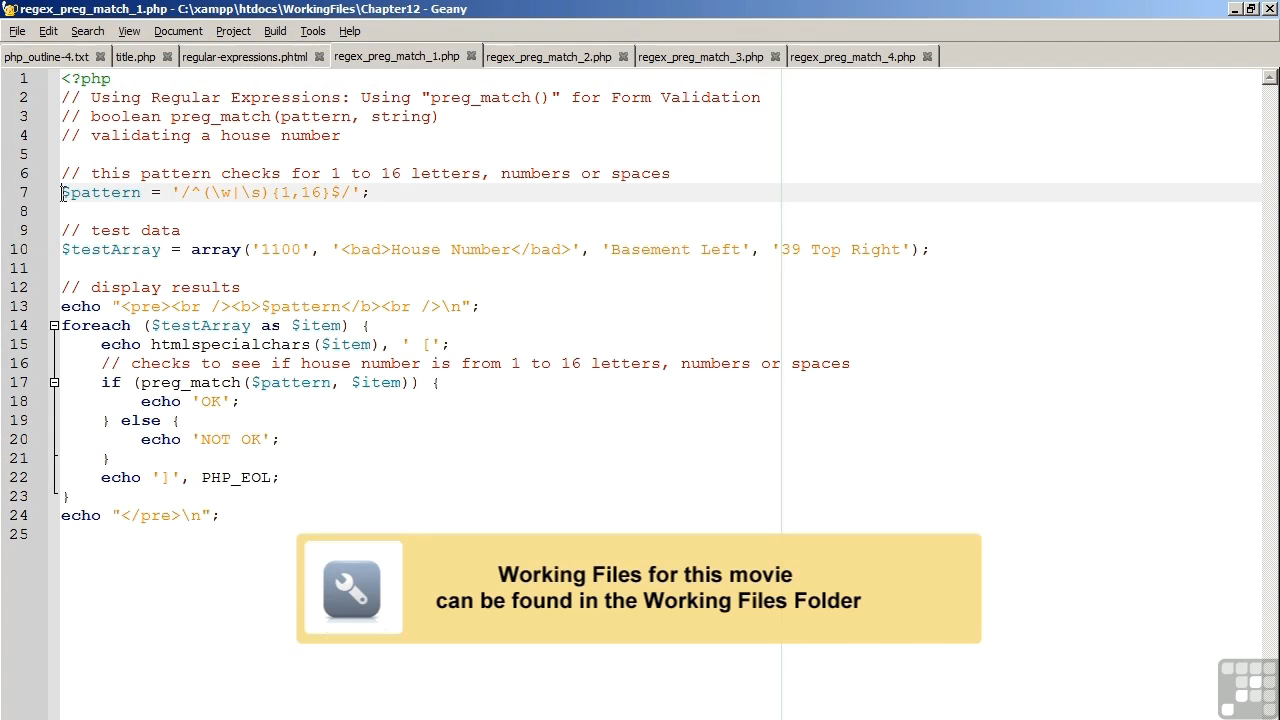 regex_preg_match_1.php - C:\xampp\htdocs\WorkingFiles\Chapter12 - Geany
File Edit Search View Document Project Build Tools Help
php_outline-4.txt title.php regular-expressions.phtml regex_preg_match_1.php regex_preg_match_2.php regex_preg_match_3.php regex_preg_match_4.php
1 <?php
2 // Using Regular Expressions: Using "preg_match()" for Form Validation
3 // boolean preg_match(pattern, string)
4 // validating a house number
5
6 // this pattern checks for 1 to 16 letters, numbers or spaces
7 $pattern = '/^(\w|\s){1,16}$/';
8
9 // test data
10 $testArray = array('1100', '<bad>House Number</bad>', 'Basement Left', '39 Top Right');
11
12 // display results
13 echo "<pre><br /><b>$pattern</b><br />\n";
14 foreach ($testArray as $item) {
15 echo htmlspecialchars($item), ' [';
16 // checks to see if house number is from 1 to 16 letters, numbers or spaces
17 if (preg_match($pattern, $item)) {
18 echo 'OK';
19 } else {
20 echo 'NOT OK';
21 }
22 echo ']', PHP_EOL;
23 }
24 echo "</pre>\n";
25
Working Files for this movie
can be found in the Working Files Folder